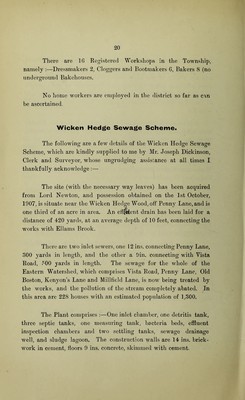 20
There are 16 Registered Workshops in the Township,
namely :—Dressmakers 2, Cloggers and Bootmakers 6, Bakers 8 (no
underground Bakehouses.
No home workers are employed in the district so far as can
be ascertained.
Wicken Hedge Sewage Scheme.
The following are a few details of the Wicken Hedge Sewage
Scheme, which are kindly supplied to me by Mr. Joseph Dickinson,
Clerk and Surveyor, whose ungrudging assistance at all times I
thankfully acknowledge :—
The site (with the necessary way leaves) has been acquired
from Lord Newton, and possession obtained on the 1st October,
1907, is situate near the Wicken Hedge Wood, off Penny Lane, and is
one third of an acre in area. An effluent drain has been laid for a
distance of 420 yards, at an average depth of 10 feet, connecting the
works with Ellams Brook.
There are two inlet sewers, one 12 ins. connecting Penny Lane,
300 yards in length, and the other a 9in. connecting with Vista
Road, 700 yards in length. The sewage for the whole of the
Eastern Watershed, which comprises Vista Road, Penny Lane, Old
Boston, Kenyon's Lane and Millfield Lane, is now being treated by
the works, and the pollution of the stream completely abated. In
this area are 228 houses with an estimated population of 1,500.
The Plant comprises :—One inlet chamber, one detritis tank,
three septic tanks, one measuring tank, bacteria beds, effluent
inspection chambers and two settling tanks, sewage drainage
well, and sludge lagoon. The construction walls are 14 ins. brick-
work in cement, floors 9 ins. concrete, skimmed with cement.